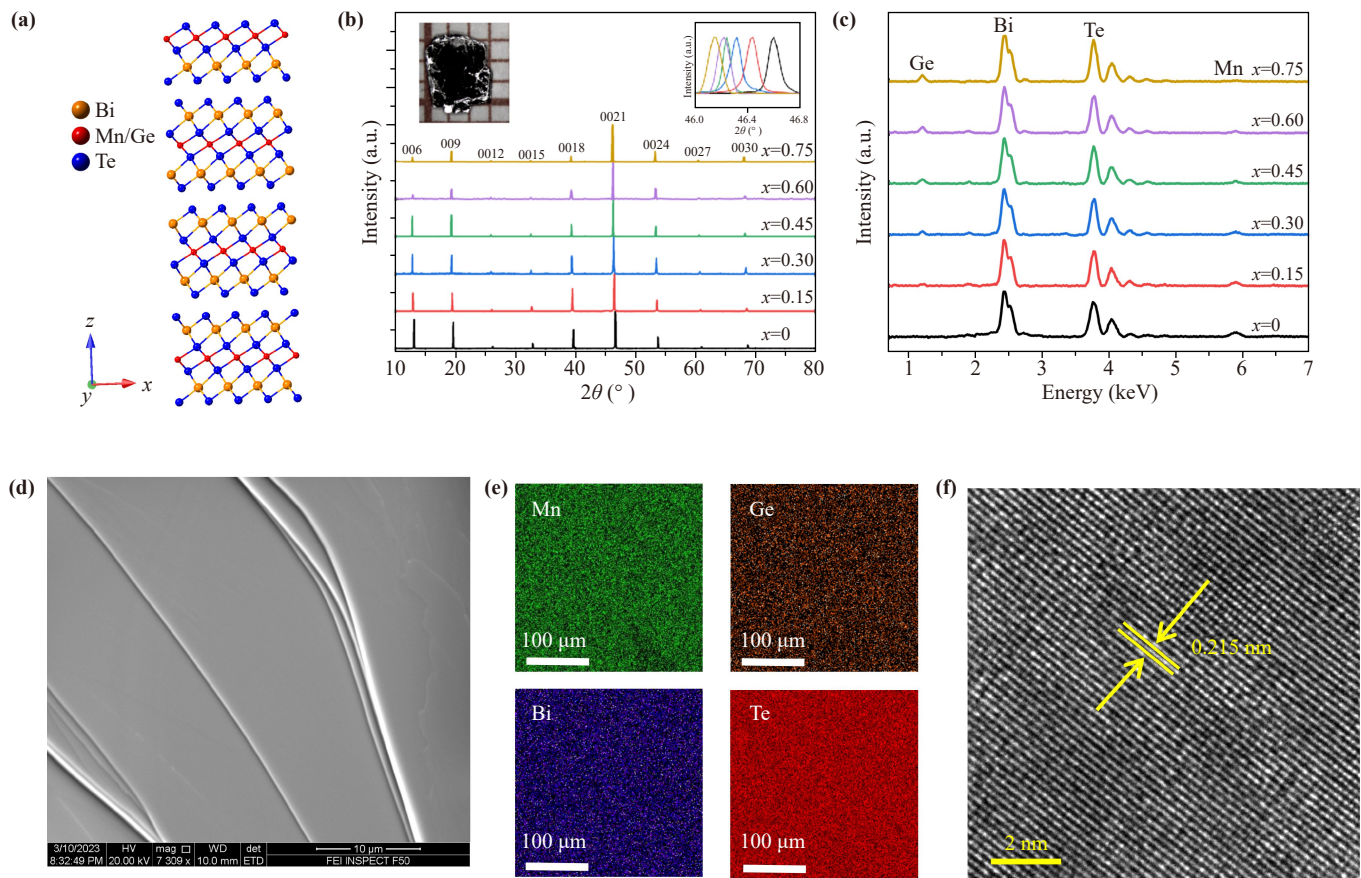 (a)
Bi
Mn/Ge
Te
z
y
x
(b)
Intensity (a.u.)
Intensity (a.u.)
46.0
46.4
46.8
2θ (°)
006
009
0012
0015
0018
0021
0024
0027
0030
x=0.75
x=0.60
x=0.45
x=0.30
x=0.15
x=0
10
20
30
40
50
60
70
80
2θ (°)
(c)
Intensity (a.u.)
Ge
Bi
Te
Mn
x=0.75
x=0.60
x=0.45
x=0.30
x=0.15
x=0
1
2
3
4
5
6
7
Energy (keV)
(d)
3/10/2023 HV mag □ WD det 10 μm
8:32:49 PM 20.00 kV 7 309 x 10.0 mm ETD FEI INSPECT F50
(e)
Mn
100 μm
Ge
100 μm
Bi
100 μm
Te
100 μm
(f)
0.215 nm
2 nm